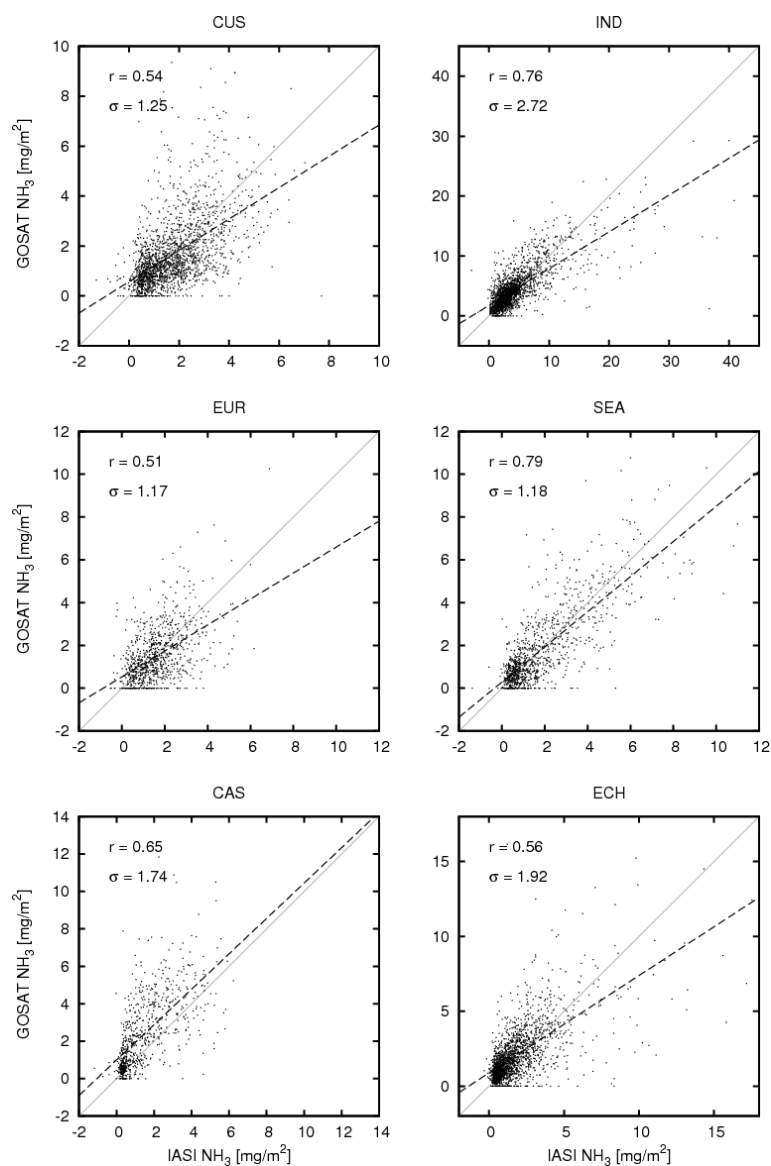 CUS
10
8
6
4
2
0
-2
-2 0 2 4 6 8 10
r = 0.54
σ = 1.25
GOSAT NH3 [mg/m2]
IND
40
30
20
10
0
0 10 20 30 40
r = 0.76
σ = 2.72
EUR
12
10
8
6
4
2
0
-2
-2 0 2 4 6 8 10 12
r = 0.51
σ = 1.17
GOSAT NH3 [mg/m2]
SEA
12
10
8
6
4
2
0
-2
-2 0 2 4 6 8 10 12
r = 0.79
σ = 1.18
CAS
14
12
10
8
6
4
2
0
-2
-2 0 2 4 6 8 10 12 14
r = 0.65
σ = 1.74
GOSAT NH3 [mg/m2]
IASI NH3 [mg/m2]
ECH
15
10
5
0
0 5 10 15
r = 0.56
σ = 1.92
IASI NH3 [mg/m2]